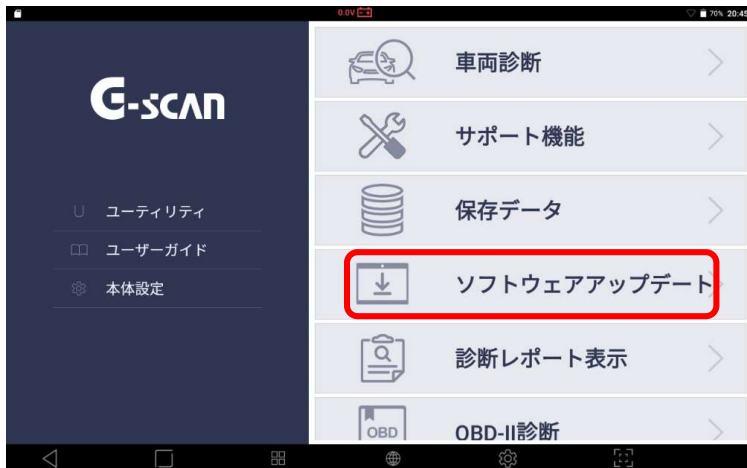 0.0V
70% 20:45
G-scan
ユーティリティ
ユーザーガイド
本体設定
車両診断
サポート機能
保存データ
ソフトウェアアップデート
診断レポート表示
OBD
OBD-II診断